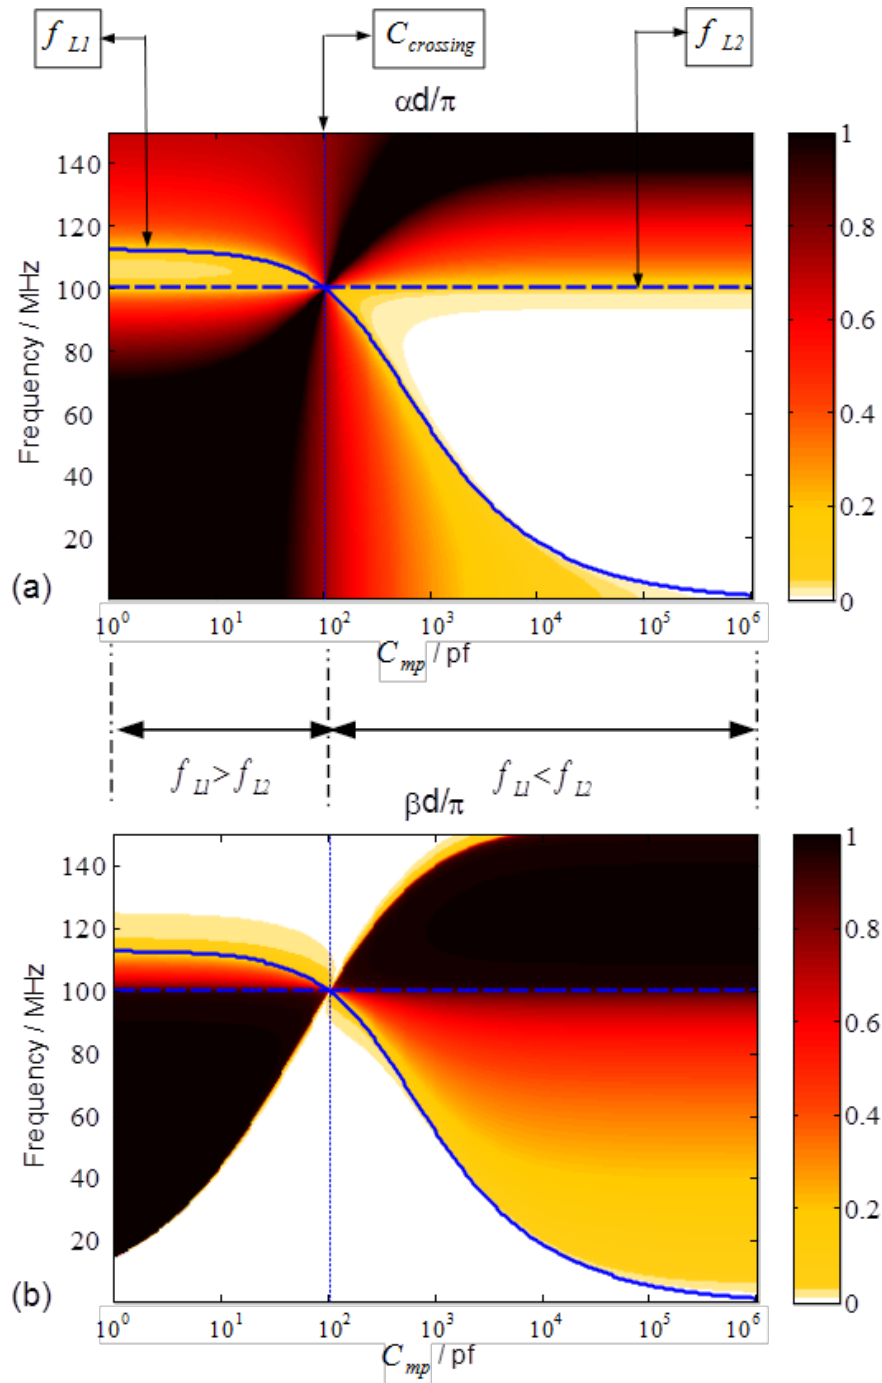 f L1 C crossing f L2
αd/π
140
120
100
80
60
40
20
Frequency / MHz
1
0.8
0.6
0.4
0.2
0
(a)
10^0 10^1 10^2 10^3 10^4 10^5 10^6
C mp / pf
f L1 > f L2 f L1 < f L2
βd/π
140
120
100
80
60
40
20
Frequency / MHz
1
0.8
0.6
0.4
0.2
0
(b)
10^0 10^1 10^2 10^3 10^4 10^5 10^6
C mp / pf